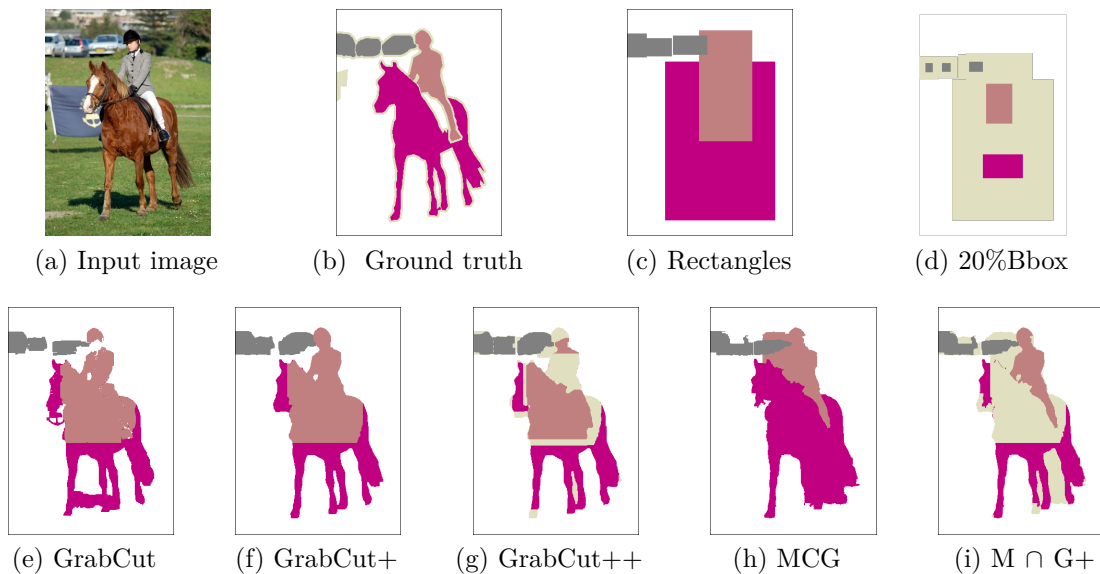 (a) Input image
(b) Ground truth
(c) Rectangles
(d) 20%Bbox
(e) GrabCut
(f) GrabCut+
(g) GrabCut++
(h) MCG
(i) M ∩ G+